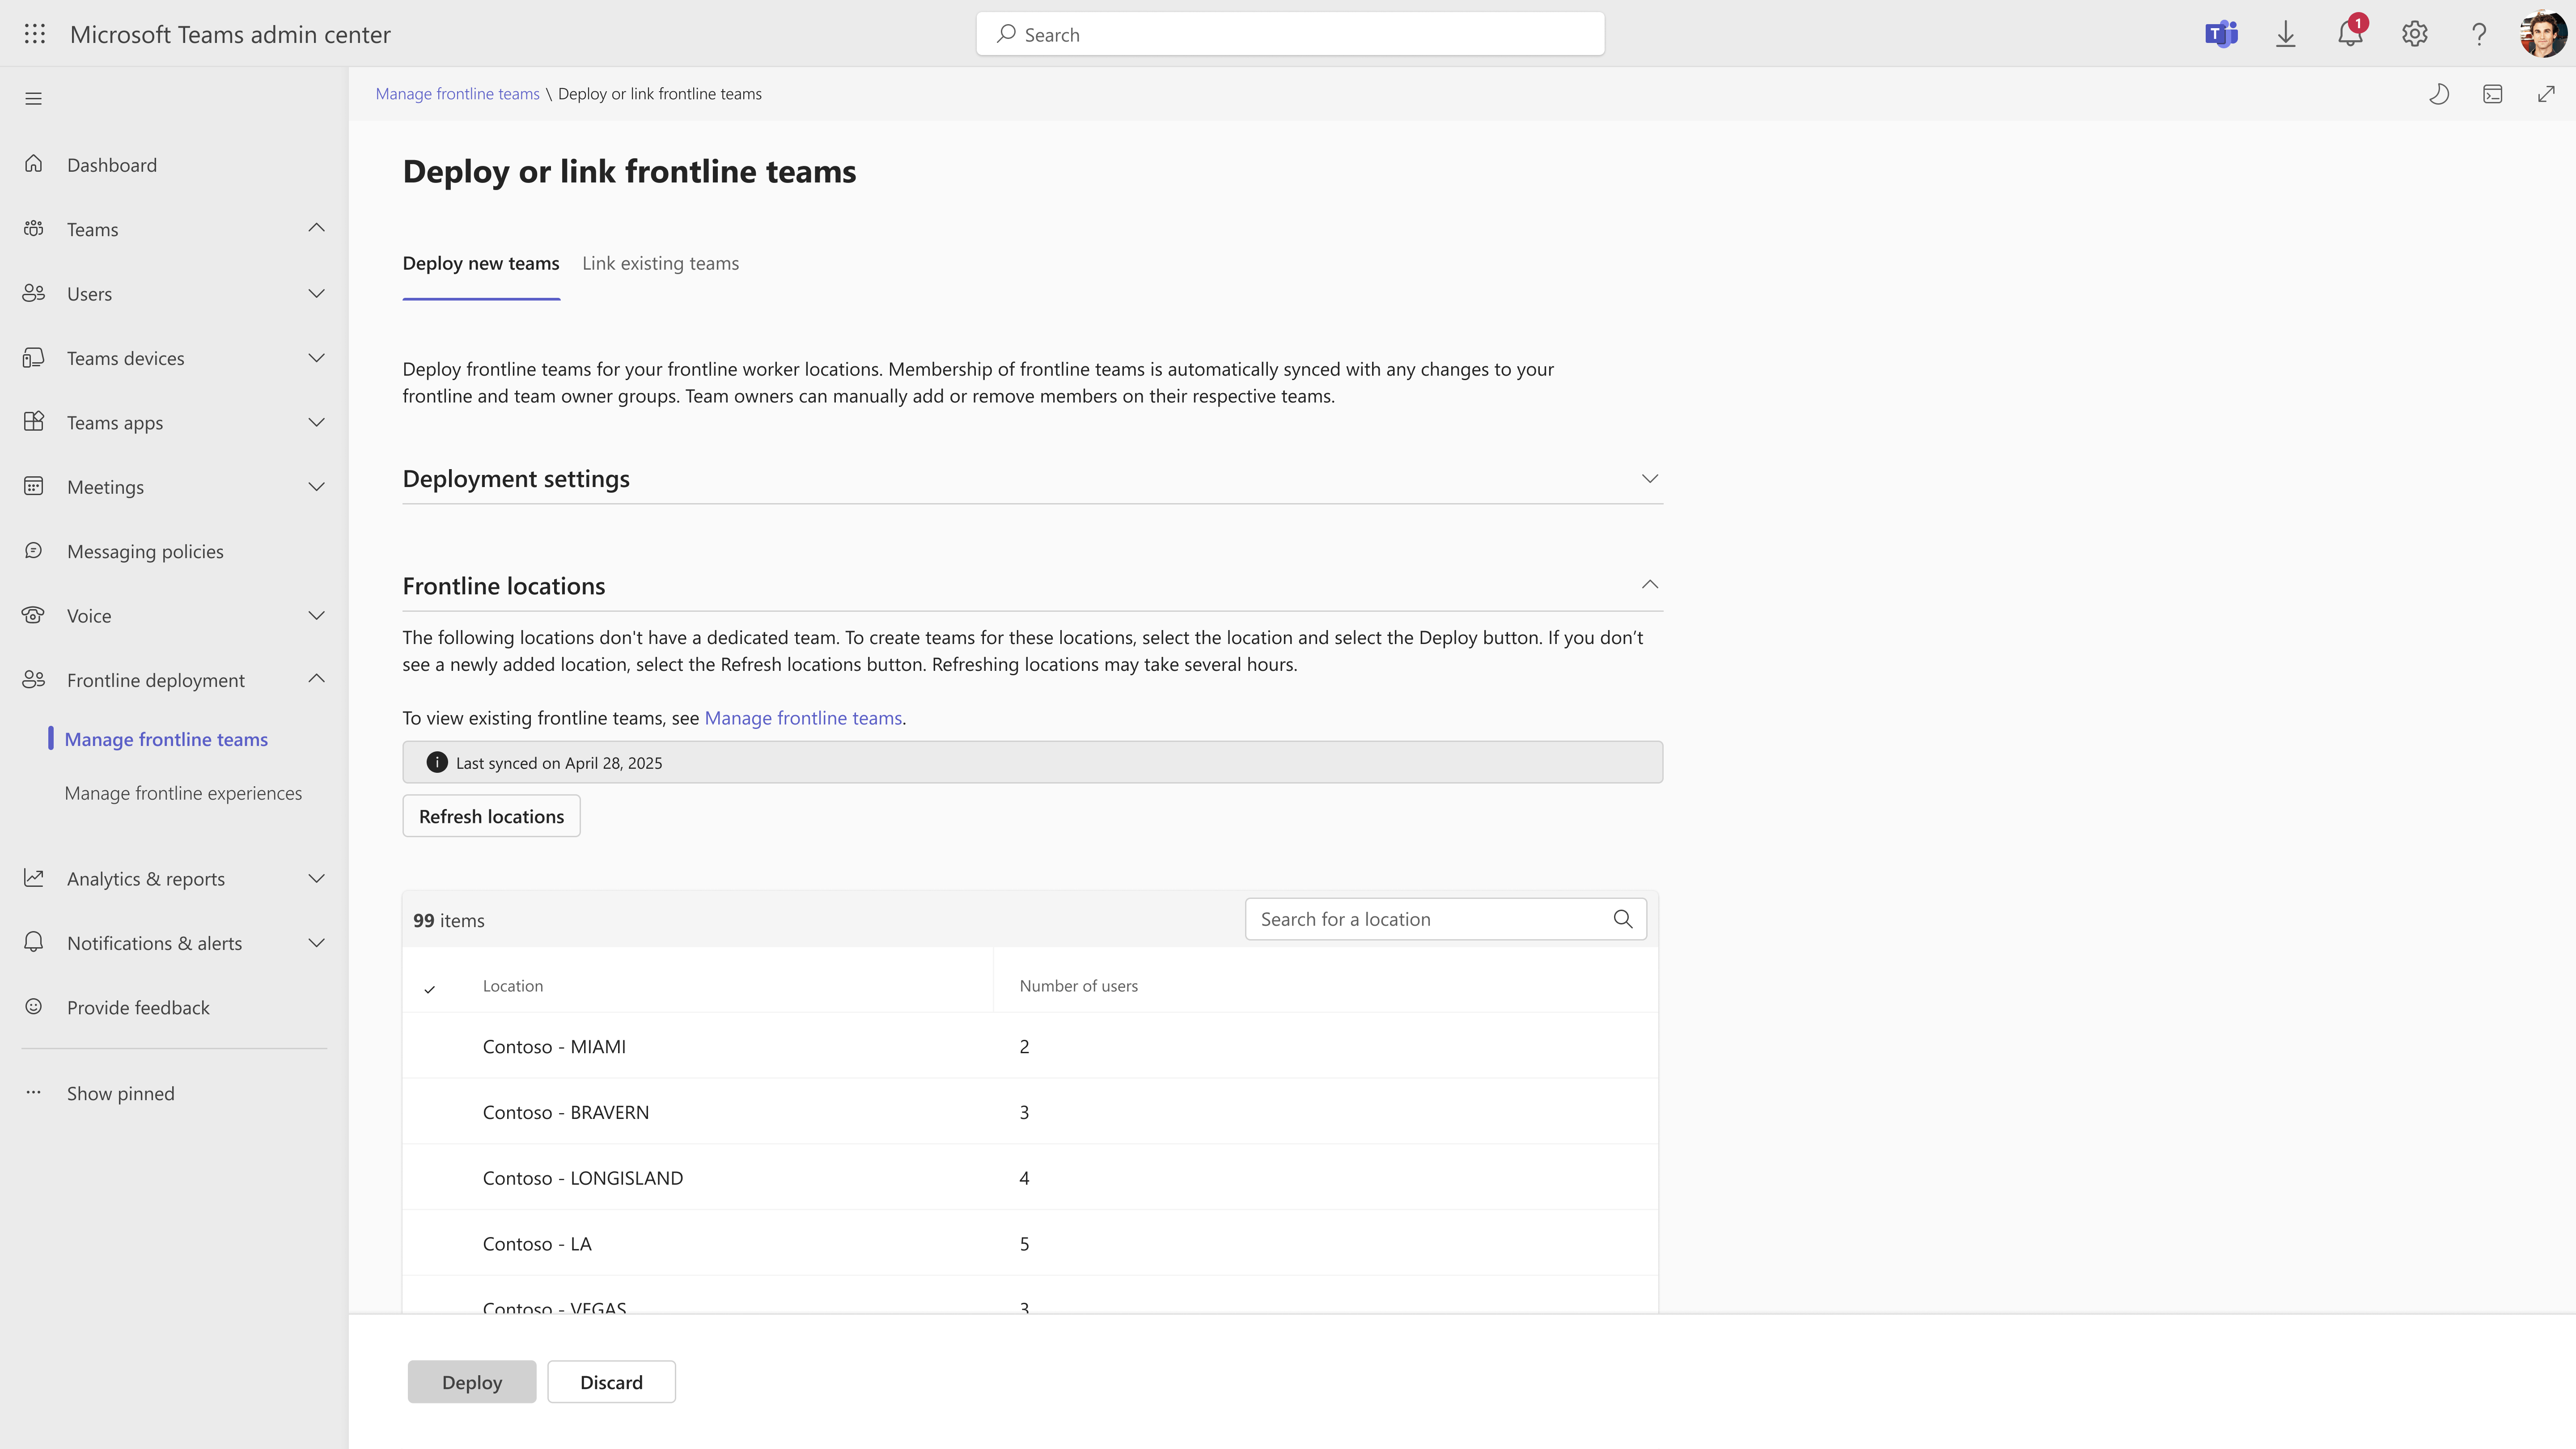 Microsoft Teams admin center
Search
1
Manage frontline teams \ Deploy or link frontline teams
Dashboard
Teams
Users
Teams devices
Teams apps
Meetings
Messaging policies
Voice
Frontline deployment
Manage frontline teams
Manage frontline experiences
Analytics & reports
Notifications & alerts
Provide feedback
Show pinned
Deploy or link frontline teams
Deploy new teams
Link existing teams
Deploy frontline teams for your frontline worker locations. Membership of frontline teams is automatically synced with any changes to your
frontline and team owner groups. Team owners can manually add or remove members on their respective teams.
Deployment settings
Frontline locations
The following locations don't have a dedicated team. To create teams for these locations, select the location and select the Deploy button. If you don’t
see a newly added location, select the Refresh locations button. Refreshing locations may take several hours.
To view existing frontline teams, see Manage frontline teams.
Last synced on April 28, 2025
Refresh locations
99 items
Search for a location
Location Number of users
Contoso - MIAMI 2
Contoso - BRAVERN 3
Contoso - LONGISLAND 4
Contoso - LA 5
Contoso - VEGAS 3
Deploy
Discard